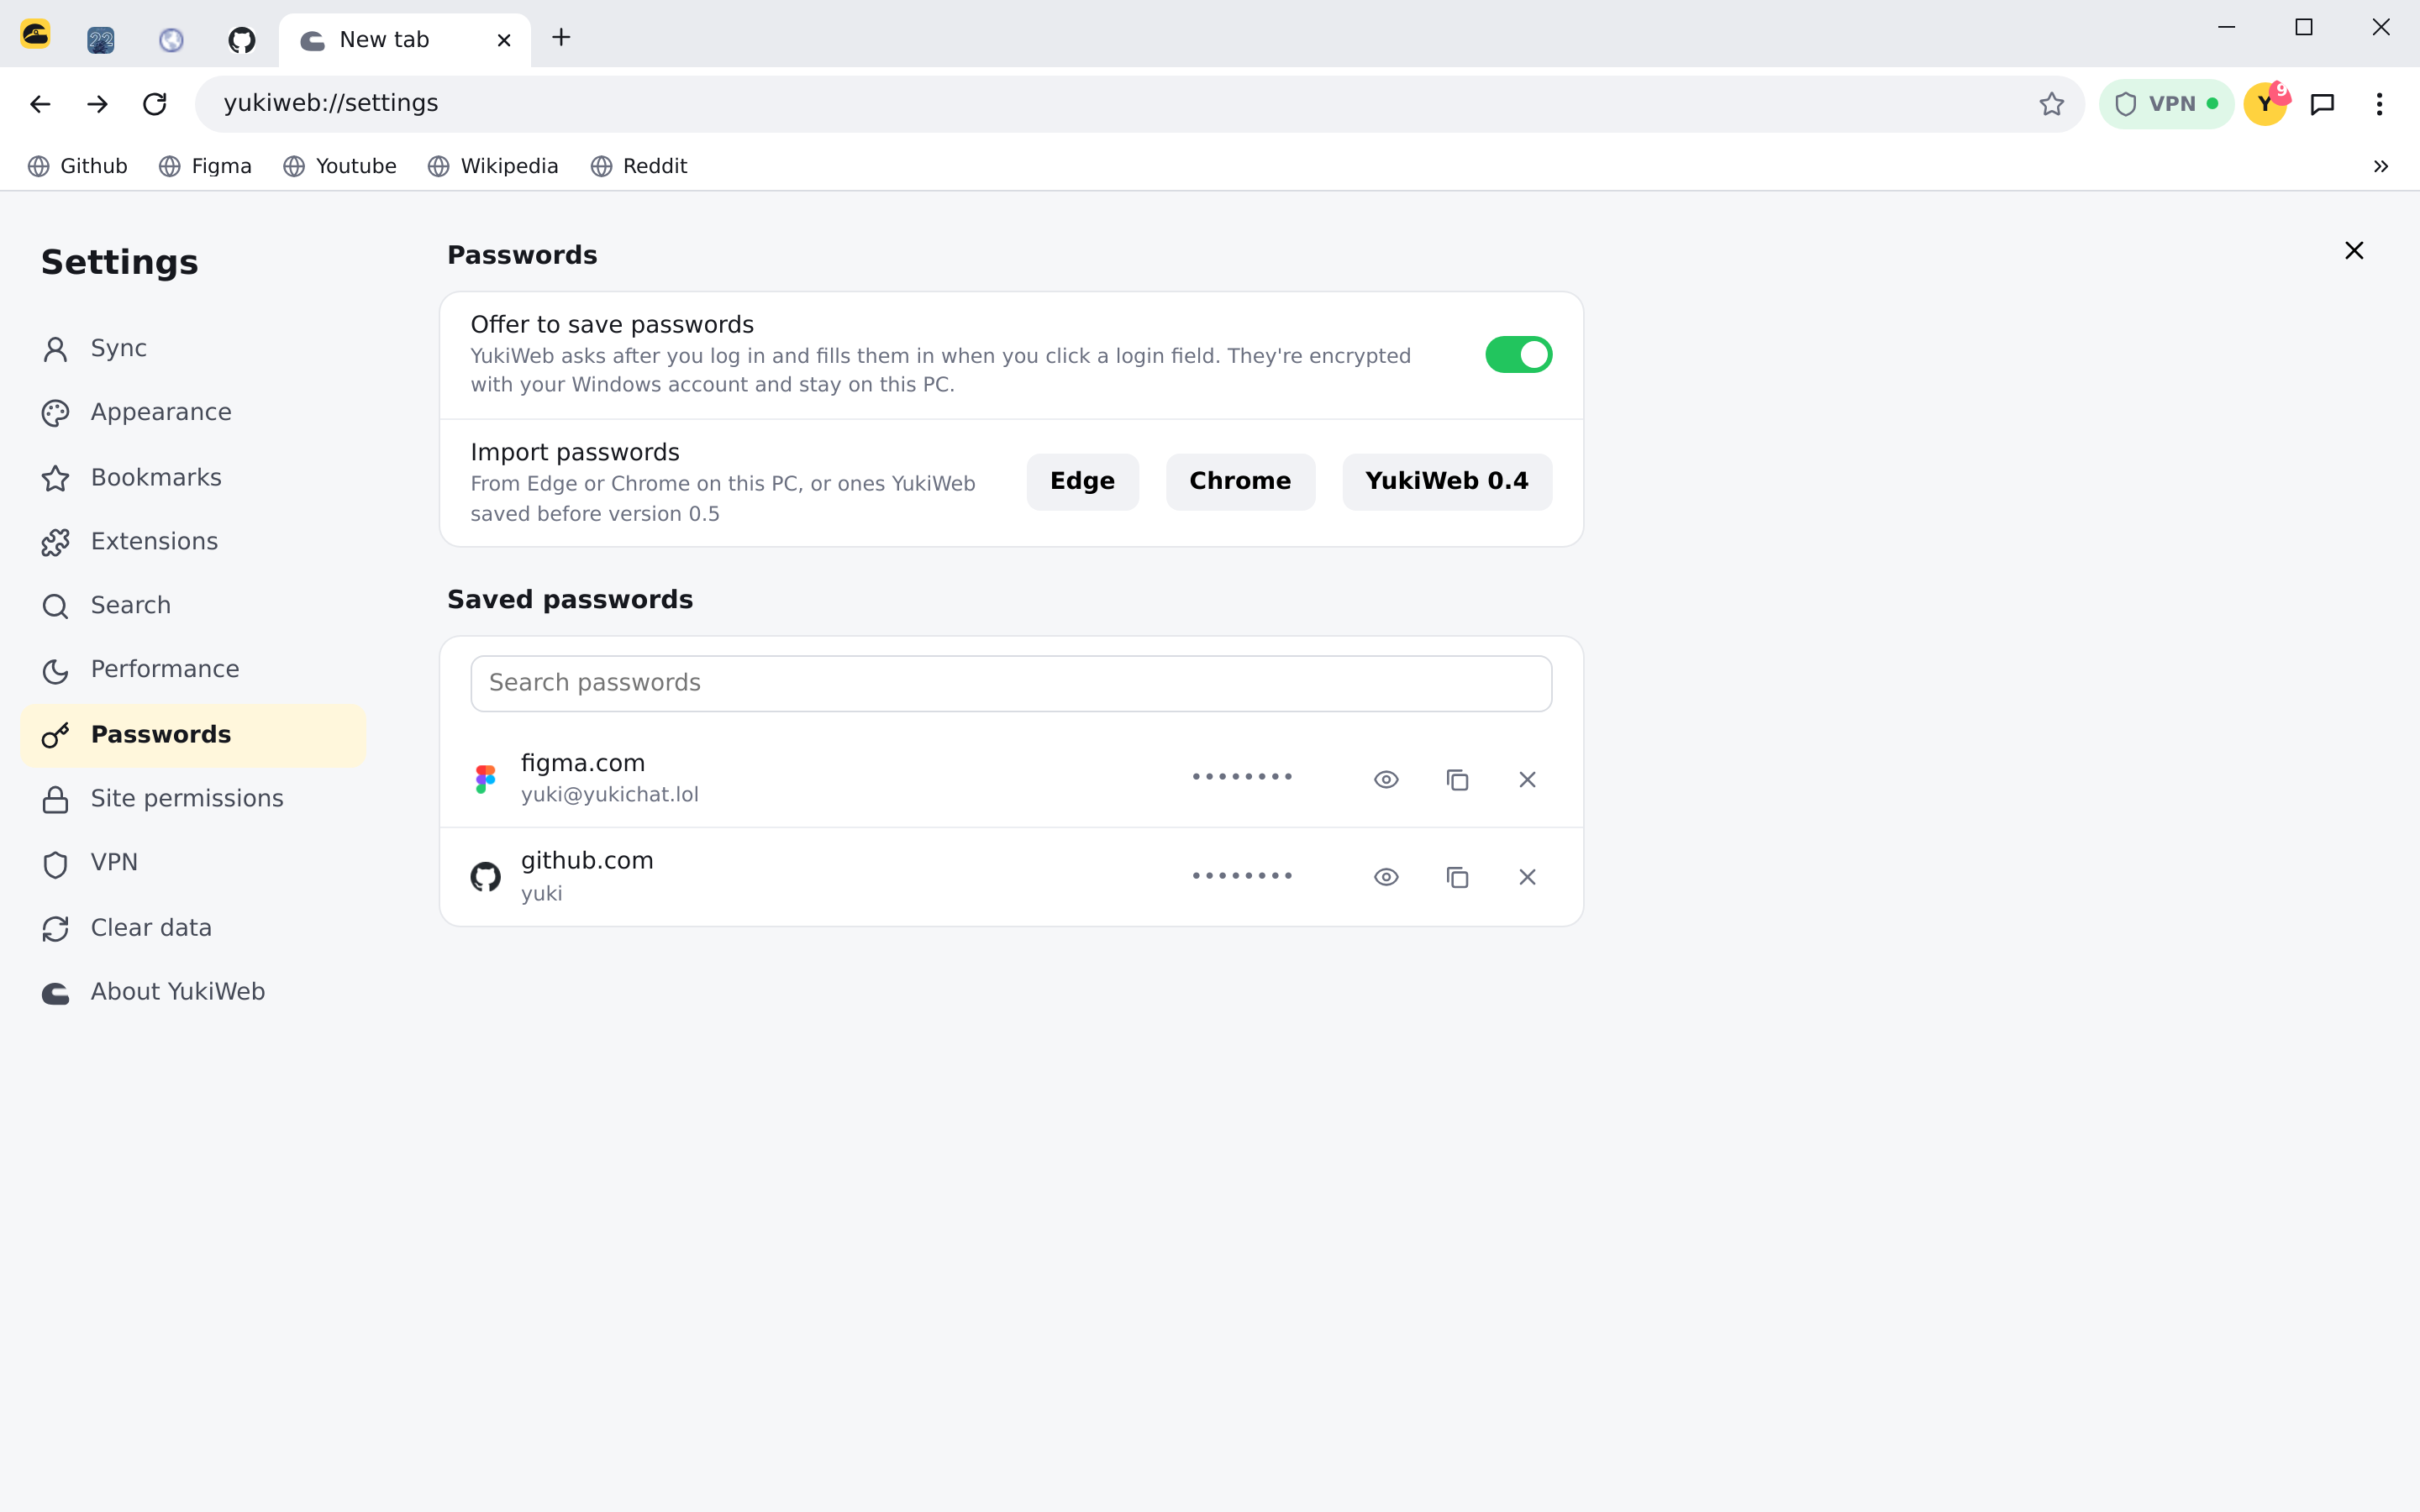 22
New tab
yukiweb://settings
VPN
Y
9
Github
Figma
Youtube
Wikipedia
Reddit
Settings
Sync
Appearance
Bookmarks
Extensions
Search
Performance
Passwords
Site permissions
VPN
Clear data
About YukiWeb
Passwords
Offer to save passwords
YukiWeb asks after you log in and fills them in when you click a login field. They're encrypted
with your Windows account and stay on this PC.
Import passwords
From Edge or Chrome on this PC, or ones YukiWeb
saved before version 0.5
Edge
Chrome
YukiWeb 0.4
Saved passwords
Search passwords
figma.com
yuki@yukichat.lol
••••••••
github.com
yuki
••••••••